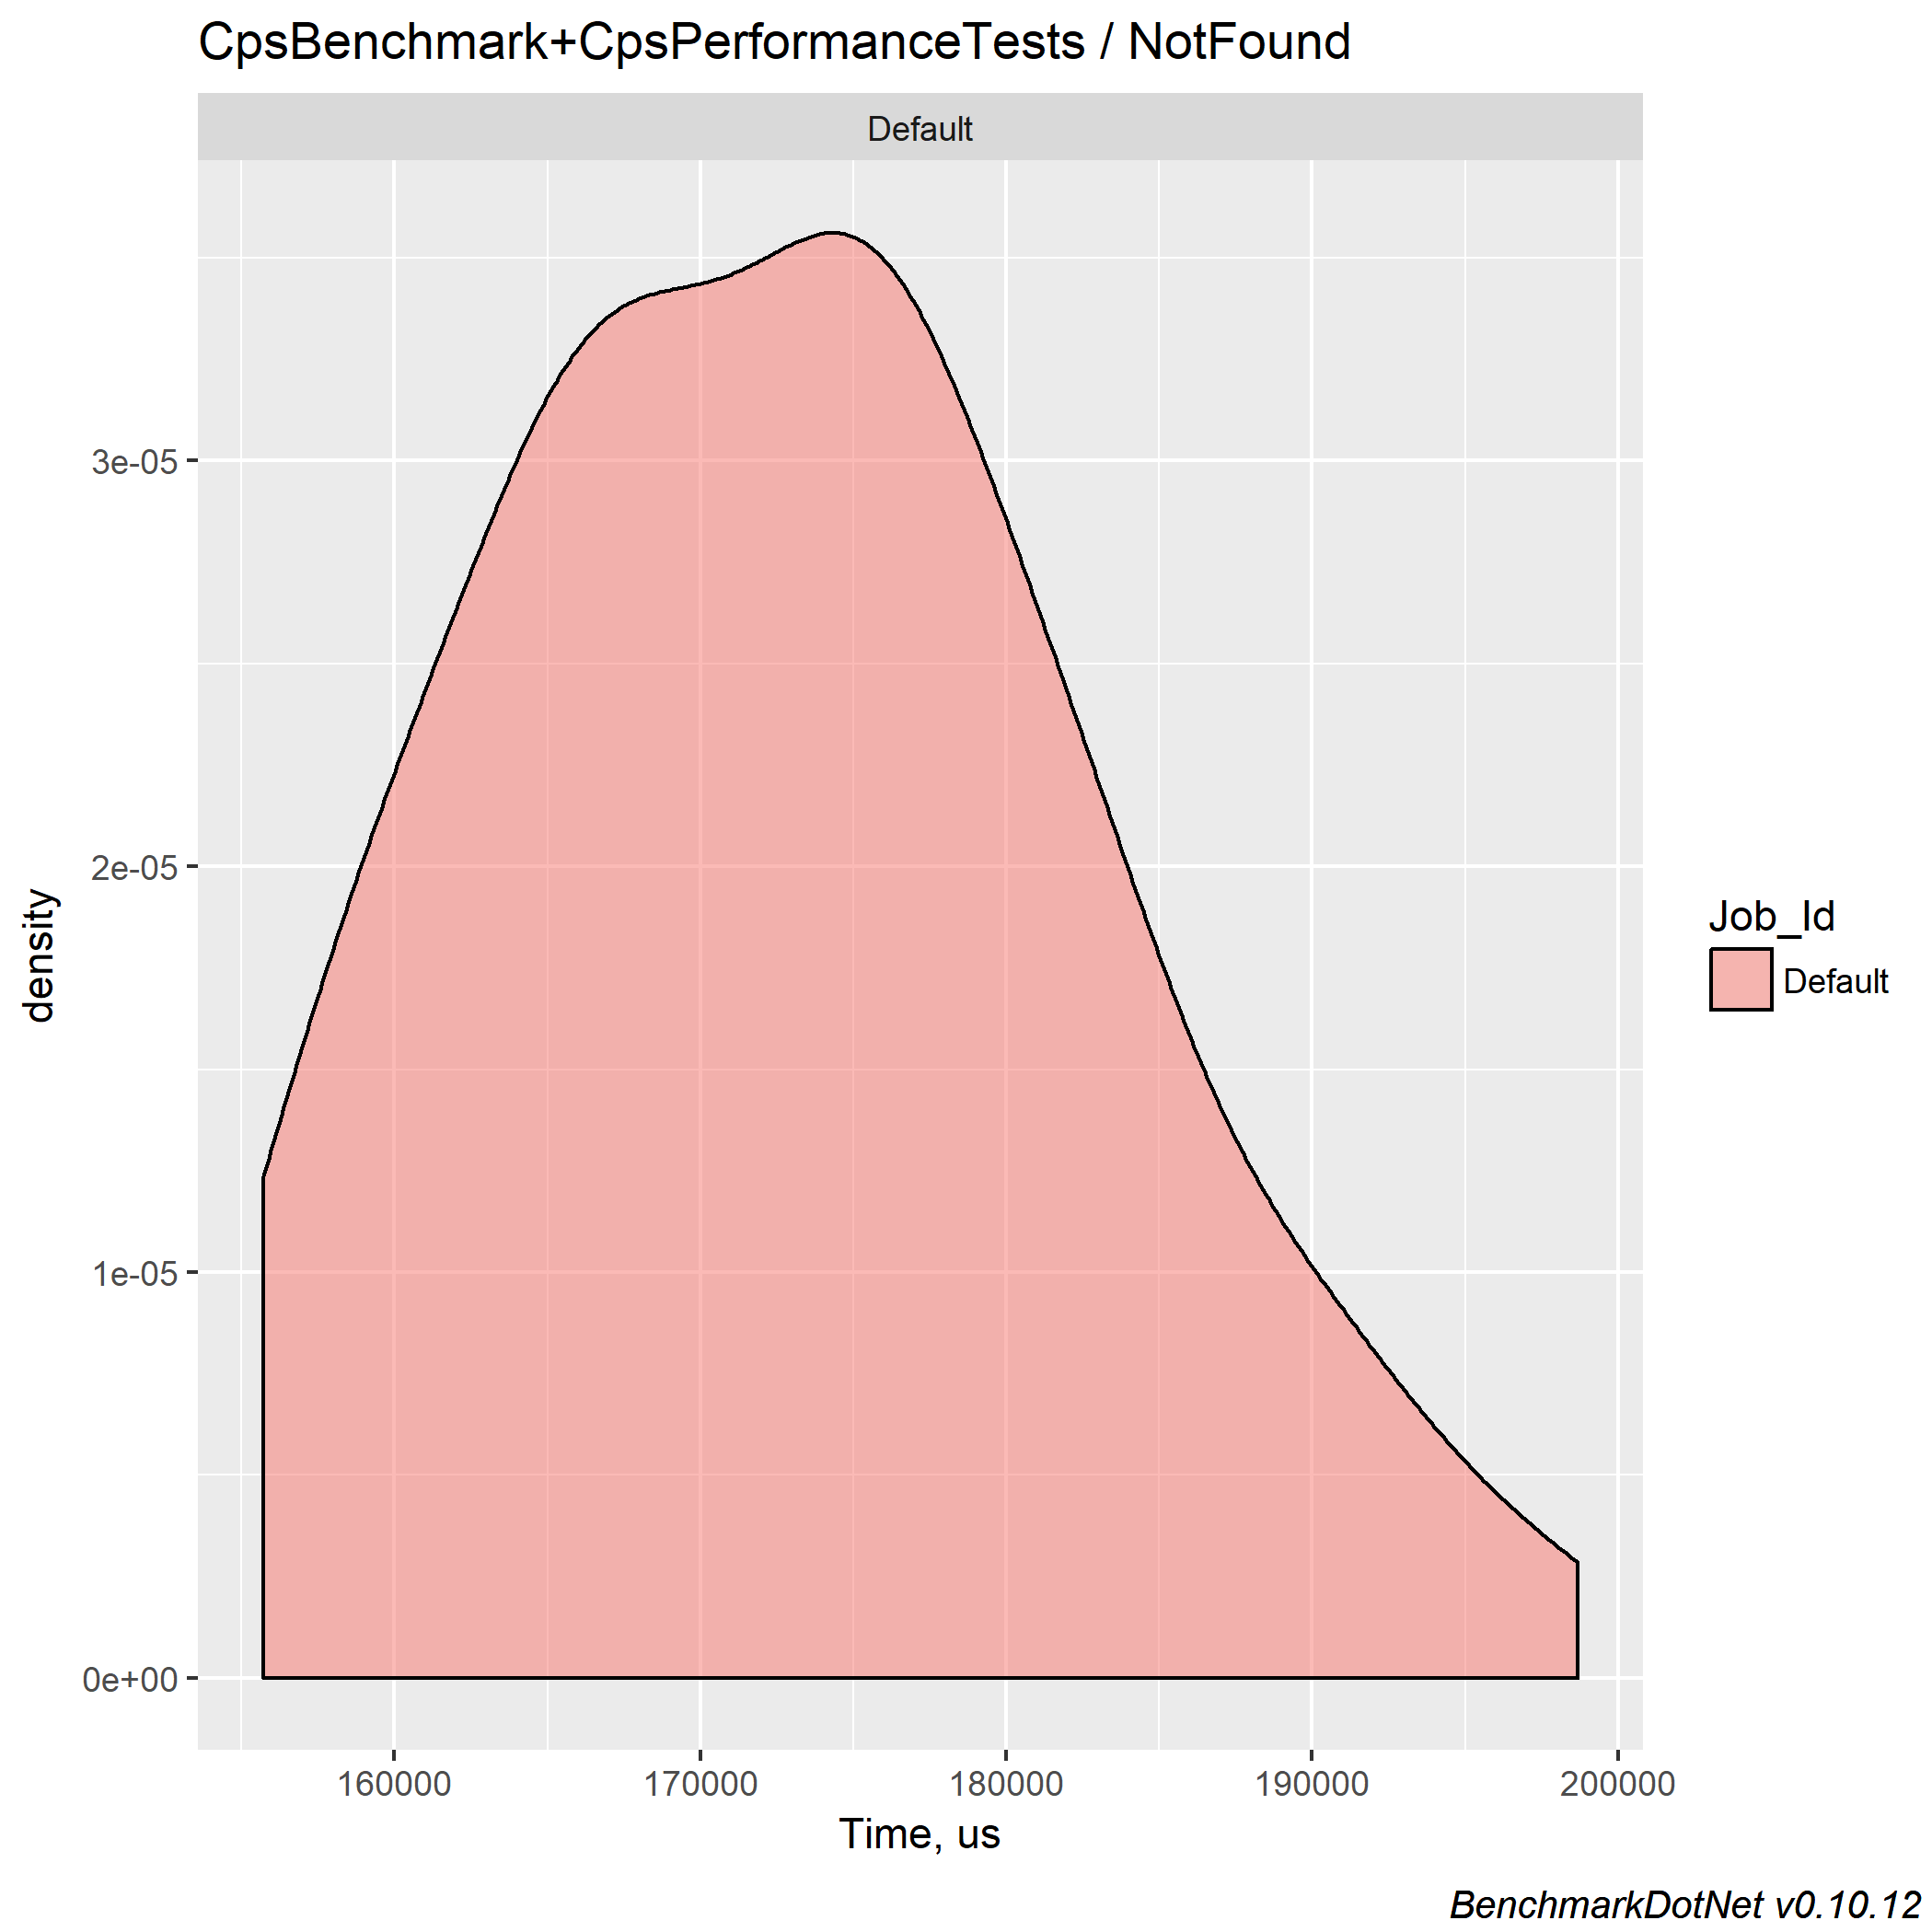 CpsBenchmark+CpsPerformanceTests / NotFound
Default
3e-05
2e-05
1e-05
0e+00
density
160000 170000 180000 190000 200000
Time, us
Job_Id
Default
BenchmarkDotNet v0.10.12